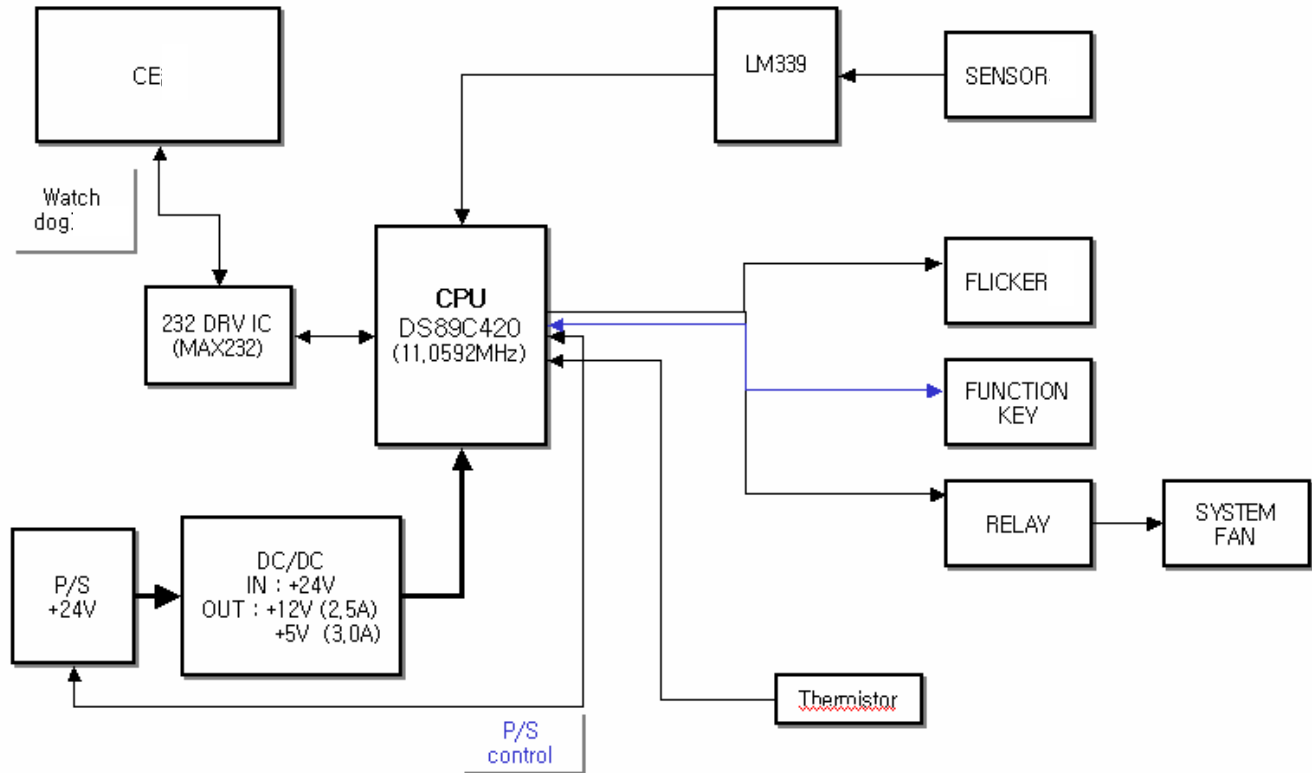 CE
LM339
SENSOR
Watch
dog.
CPU
DS89C420
(11,0592MHz)
232 DRV IC
(MAX232)
FLICKER
FUNCTION
KEY
RELAY
SYSTEM
FAN
P/S
+24V
DC/DC
IN : +24V
OUT : +12V (2,5A)
+5V (3,0A)
Thermistor
P/S
control